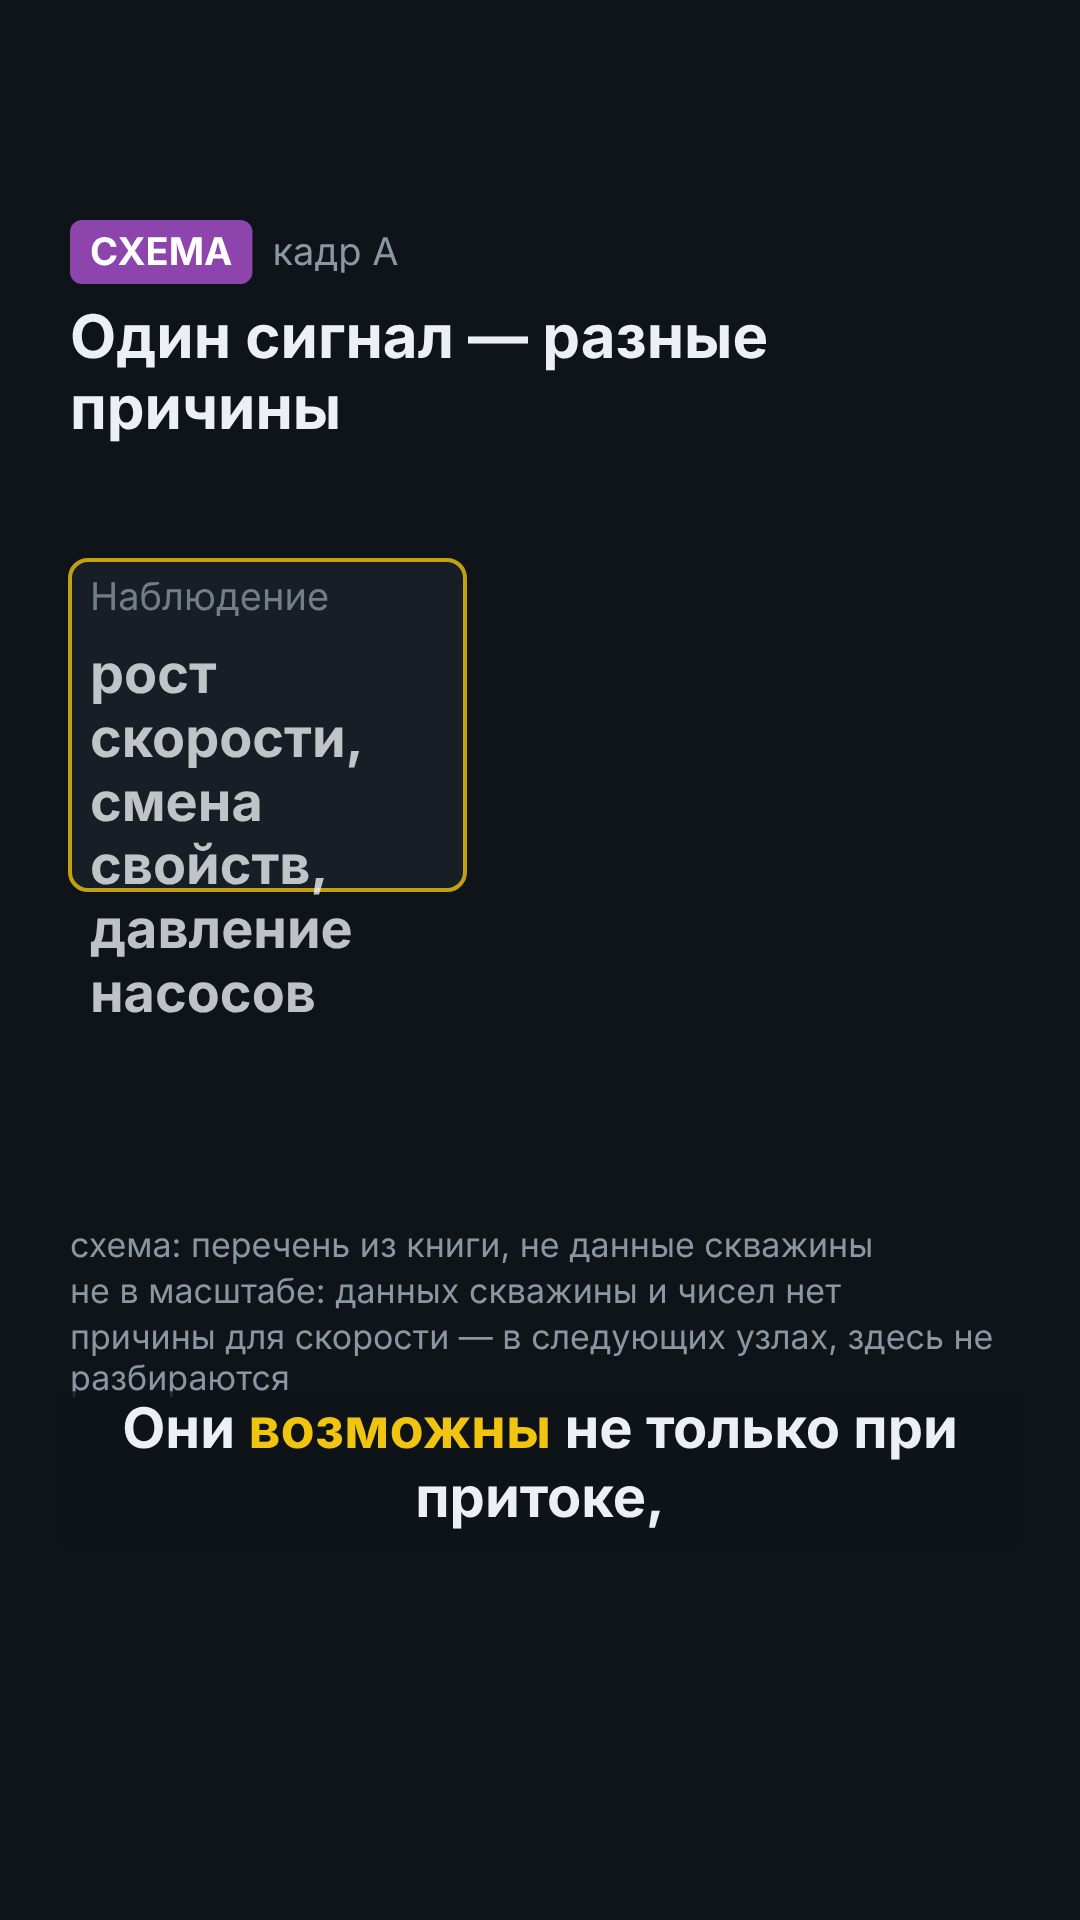 СХЕМА кадр А
Один сигнал — разные
причины
Наблюдение
рост
скорости,
смена
свойств,
давление
насосов
схема: перечень из книги, не данные скважины
не в масштабе: данных скважины и чисел нет
причины для скорости — в следующих узлах, здесь не
разбираются
Они возможны не только при
притоке,